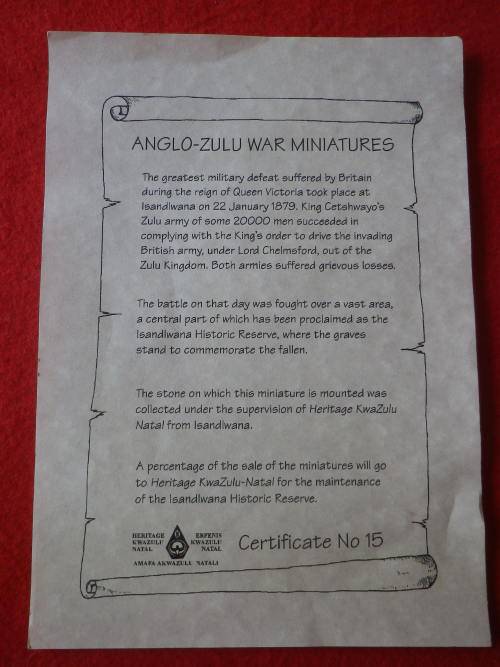 ANGLO-ZULU WAR MINIATURES
The greatest military defeat suffered by Britain
during the reign of Queen Victoria took place at
Isandlwana on 22 January 1879. King Cetshwayo's
Zulu army of some 20000 men succeeded in
complying with the King's order to drive the invading
British army, under Lord Chelmsford, out of the
Zulu Kingdom. Both armies suffered grievous losses.
The battle on that day was fought over a vast area,
a central part of which has been proclaimed as the
Isandlwana Historic Reserve, where the graves
stand to commemorate the fallen.
The stone on which this miniature is mounted was
collected under the supervision of Heritage KwaZulu
Natal from Isandlwana.
A percentage of the sale of the miniatures will go
to Heritage KwaZulu-Natal for the maintenance
of the Isandlwana Historic Reserve.
HERITAGE
KWAZULU
NATAL
ERFENIS
KWAZULU
NATAL
AMAFA AKWAZULU NATALI
Certificate No 15